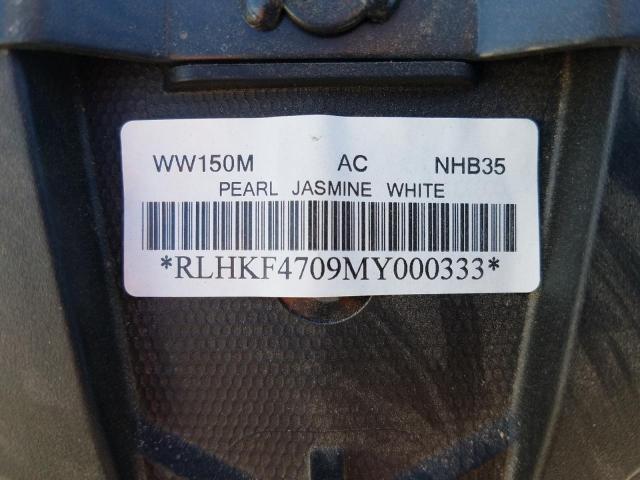 WW150M AC NHB35
PEARL JASMINE WHITE
*RLHKF4709MY000333*